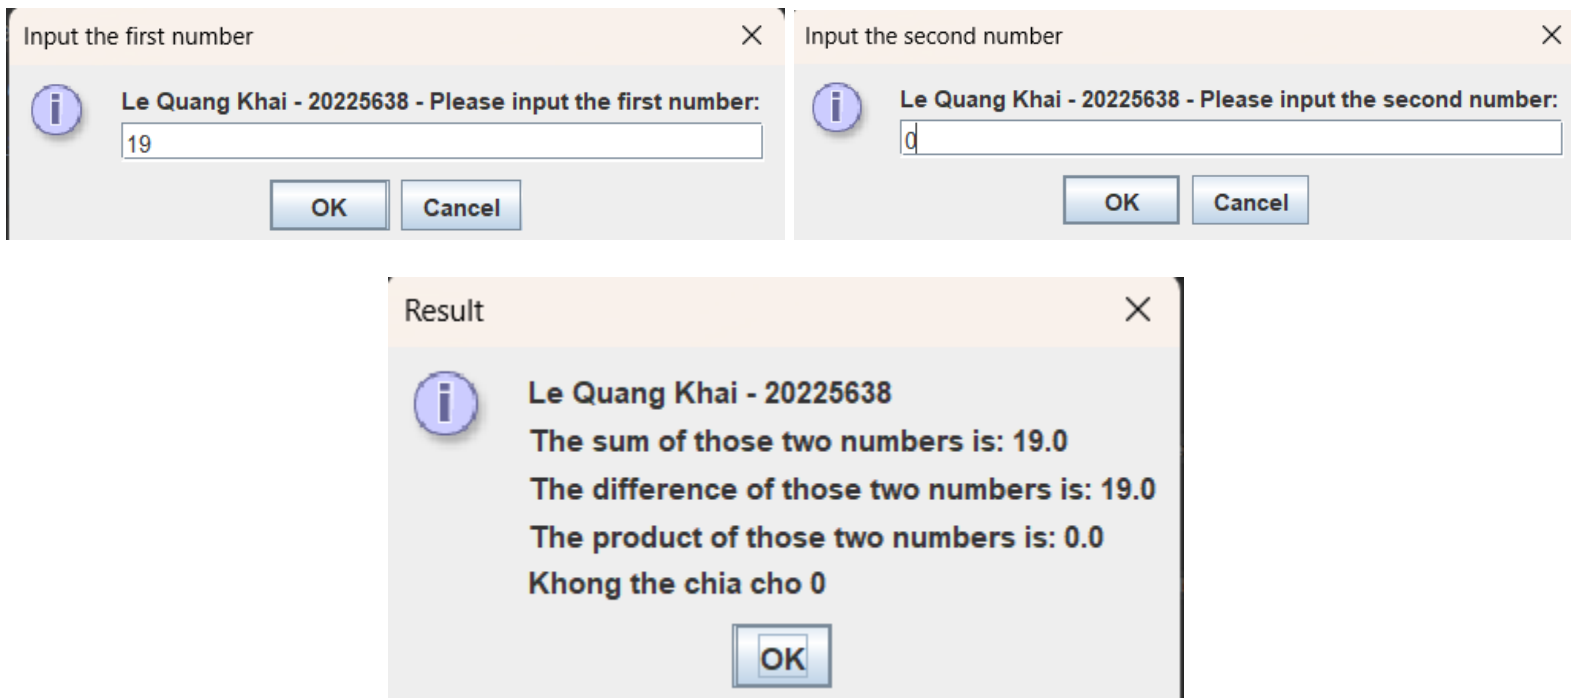 Input the first number
Le Quang Khai - 20225638 - Please input the first number:
19
OK
Cancel
Input the second number
Le Quang Khai - 20225638 - Please input the second number:
0
OK
Cancel
Result
Le Quang Khai - 20225638
The sum of those two numbers is: 19.0
The difference of those two numbers is: 19.0
The product of those two numbers is: 0.0
Khong the chia cho 0
OK